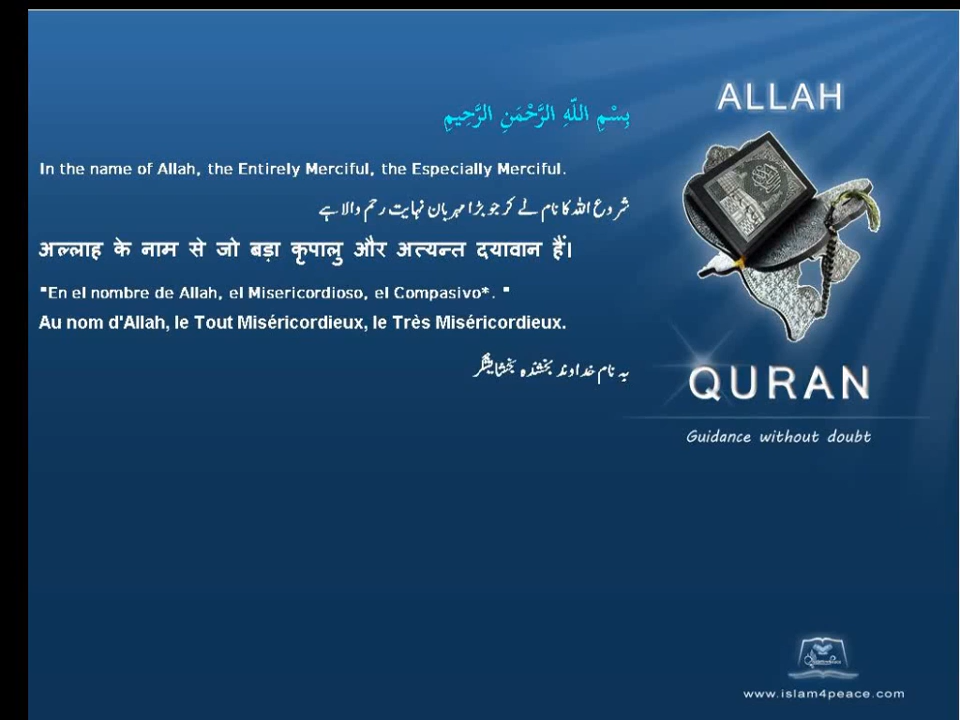 بِسْمِ اللَّهِ الرَّحْمَنِ الرَّحِيمِ
In the name of Allah, the Entirely Merciful, the Especially Merciful.
شروع الله کا نام لے کر جو بڑا مہربان نہایت رحم والا ہے
अल्लाह के नाम से जो बड़ा कृपालु और अत्यन्त दयावान हैं।
"En el nombre de Allah, el Misericordioso, el Compasivo*. "
Au nom d'Allah, le Tout Miséricordieux, le Très Miséricordieux.
به نام خداوند بخشنده بخشایشگر
ALLAH
QURAN
Guidance without doubt
www.islam4peace.com